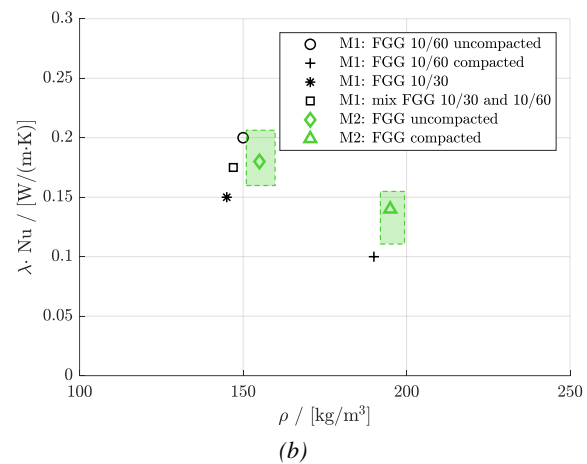 0.3
M1: FGG 10/60 uncompacted
M1: FGG 10/60 compacted
M1: FGG 10/30
M1: mix FGG 10/30 and 10/60
M2: FGG uncompacted
M2: FGG compacted
0.25
0.2
0.15
0.1
0.05
0
λ· Nu / [W/(m·K)]
100
150
200
250
ρ / [kg/m³]
(b)